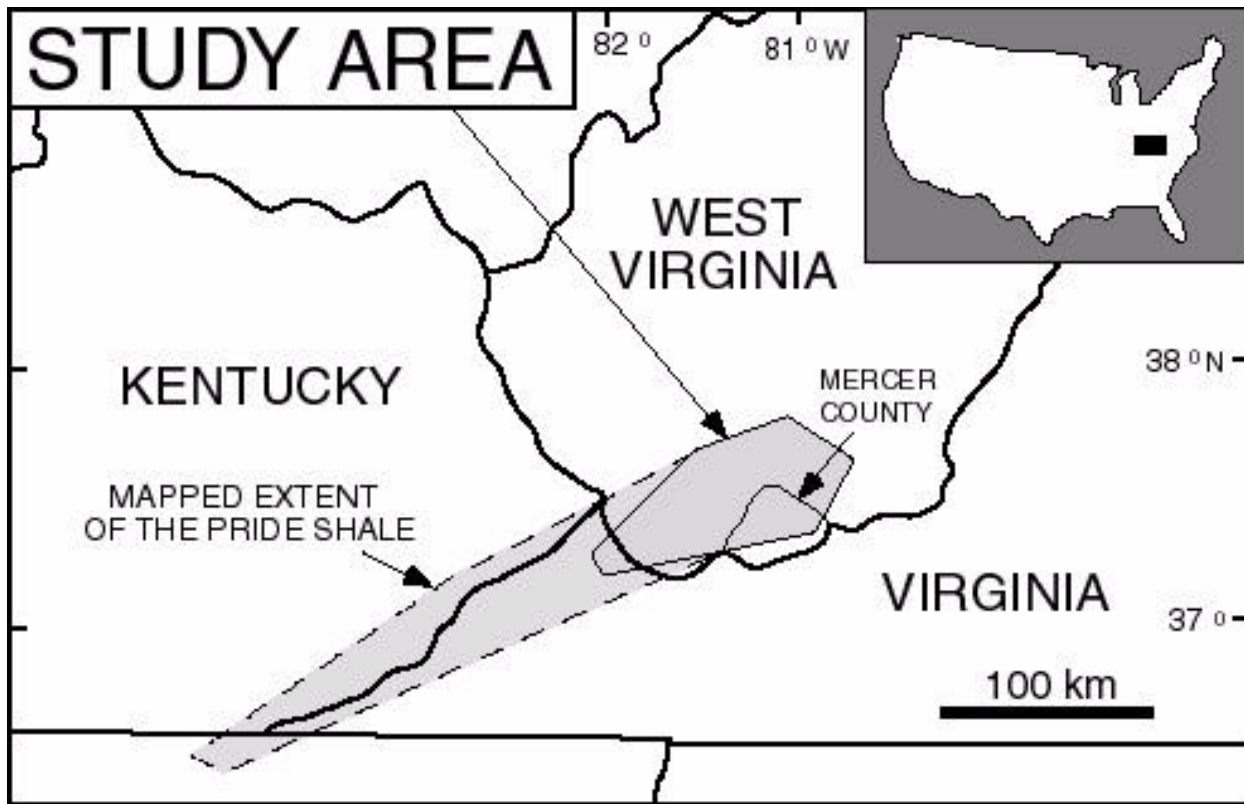 STUDY AREA
82 o
81 o W
WEST
VIRGINIA
38 o N
KENTUCKY
MERCER
COUNTY
MAPPED EXTENT
OF THE PRIDE SHALE
VIRGINIA
37 o
100 km